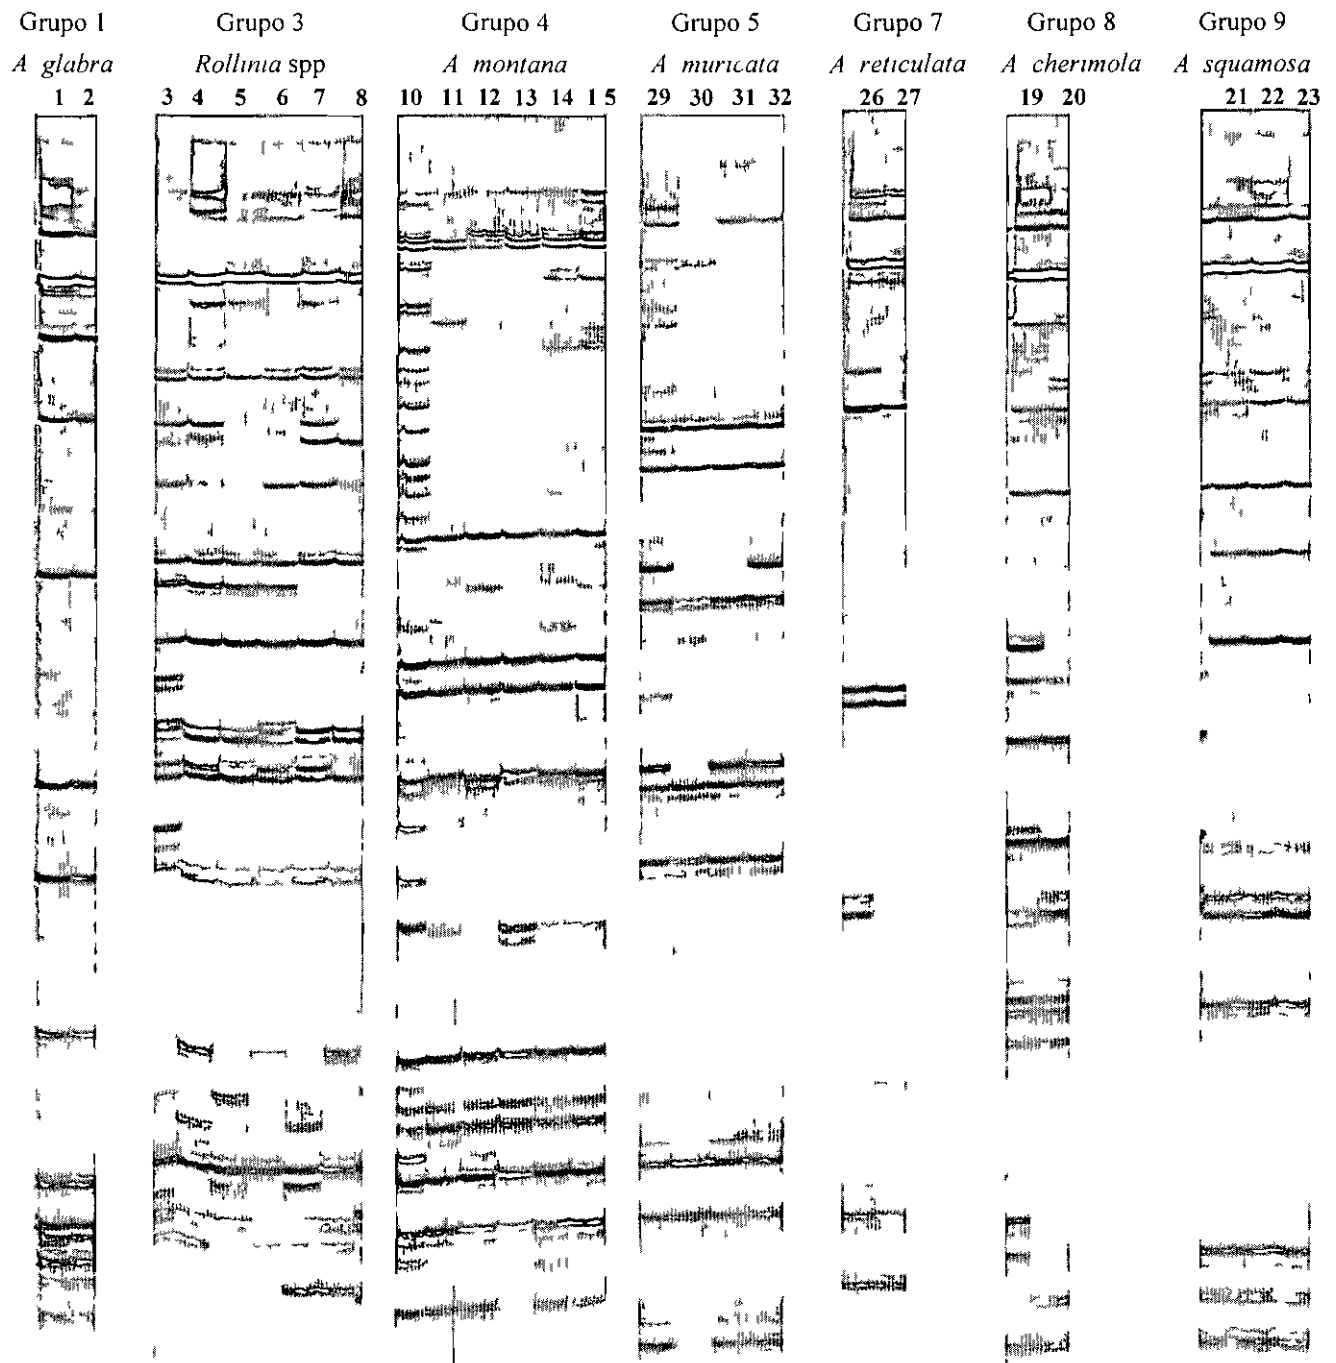 Grupo 1 Grupo 3 Grupo 4 Grupo 5 Grupo 7 Grupo 8 Grupo 9
A glabra Rollinia spp A montana A muricata A reticulata A cherimola A squamosa
1 2 3 4 5 6 7 8 10 11 12 13 14 15 29 30 31 32 26 27 19 20 21 22 23